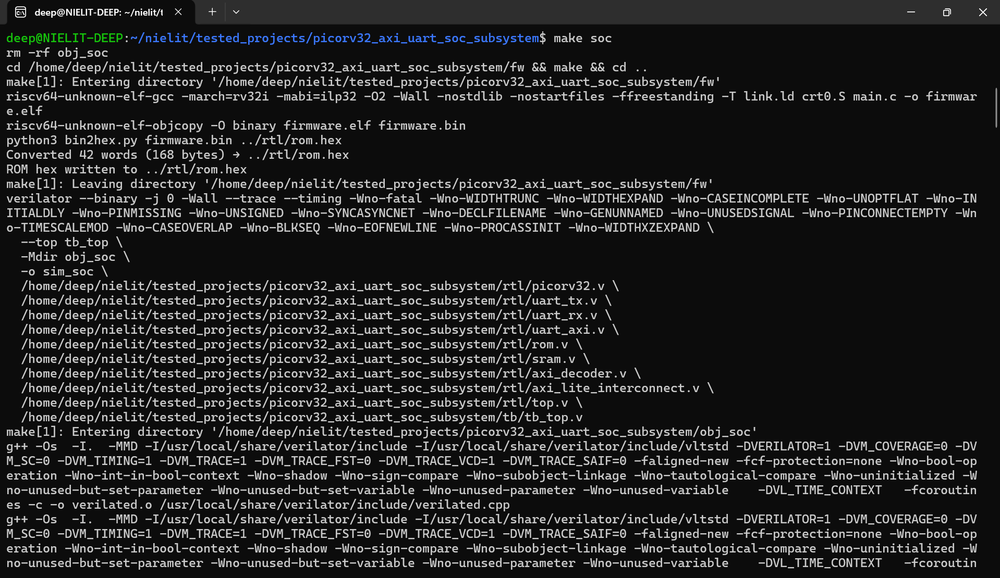 deep@NIELIT-DEEP: ~/nielit/t
deep@NIELIT-DEEP:~/nielit/tested_projects/picorv32_axi_uart_soc_subsystem$ make soc
rm -rf obj_soc
cd /home/deep/nielit/tested_projects/picorv32_axi_uart_soc_subsystem/fw && make && cd ..
make[1]: Entering directory '/home/deep/nielit/tested_projects/picorv32_axi_uart_soc_subsystem/fw'
riscv64-unknown-elf-gcc -march=rv32i -mabi=ilp32 -O2 -Wall -nostdlib -nostartfiles -ffreestanding -T link.ld crt0.S main.c -o firmwar
e.elf
riscv64-unknown-elf-objcopy -O binary firmware.elf firmware.bin
python3 bin2hex.py firmware.bin ../rtl/rom.hex
Converted 42 words (168 bytes) → ../rtl/rom.hex
ROM hex written to ../rtl/rom.hex
make[1]: Leaving directory '/home/deep/nielit/tested_projects/picorv32_axi_uart_soc_subsystem/fw'
verilator --binary -j 0 -Wall --trace --timing -Wno-fatal -Wno-WIDTHTRUNC -Wno-WIDTHEXPAND -Wno-CASEINCOMPLETE -Wno-UNOPTFLAT -Wno-IN
ITIALDLY -Wno-PINMISSING -Wno-UNSIGNED -Wno-SYNCASYNCNET -Wno-DECLFILENAME -Wno-GENUNNAMED -Wno-UNUSEDSIGNAL -Wno-PINCONNECTEMPTY -Wn
o-TIMESCALEMOD -Wno-CASEOVERLAP -Wno-BLKSEQ -Wno-EOFNEWLINE -Wno-PROCASSINIT -Wno-WIDTHXZEXPAND \
  --top tb_top \
  -Mdir obj_soc \
  -o sim_soc \
  /home/deep/nielit/tested_projects/picorv32_axi_uart_soc_subsystem/rtl/picorv32.v \
  /home/deep/nielit/tested_projects/picorv32_axi_uart_soc_subsystem/rtl/uart_tx.v \
  /home/deep/nielit/tested_projects/picorv32_axi_uart_soc_subsystem/rtl/uart_rx.v \
  /home/deep/nielit/tested_projects/picorv32_axi_uart_soc_subsystem/rtl/uart_axi.v \
  /home/deep/nielit/tested_projects/picorv32_axi_uart_soc_subsystem/rtl/rom.v \
  /home/deep/nielit/tested_projects/picorv32_axi_uart_soc_subsystem/rtl/sram.v \
  /home/deep/nielit/tested_projects/picorv32_axi_uart_soc_subsystem/rtl/axi_decoder.v \
  /home/deep/nielit/tested_projects/picorv32_axi_uart_soc_subsystem/rtl/axi_lite_interconnect.v \
  /home/deep/nielit/tested_projects/picorv32_axi_uart_soc_subsystem/rtl/top.v \
  /home/deep/nielit/tested_projects/picorv32_axi_uart_soc_subsystem/tb/tb_top.v
make[1]: Entering directory '/home/deep/nielit/tested_projects/picorv32_axi_uart_soc_subsystem/obj_soc'
g++ -Os  -I.  -MMD -I/usr/local/share/verilator/include -I/usr/local/share/verilator/include/vltstd -DVERILATOR=1 -DVM_COVERAGE=0 -DV
M_SC=0 -DVM_TIMING=1 -DVM_TRACE=1 -DVM_TRACE_FST=0 -DVM_TRACE_VCD=1 -DVM_TRACE_SAIF=0 -faligned-new -fcf-protection=none -Wno-bool-op
eration -Wno-int-in-bool-context -Wno-shadow -Wno-sign-compare -Wno-subobject-linkage -Wno-tautological-compare -Wno-uninitialized -W
no-unused-but-set-parameter -Wno-unused-but-set-variable -Wno-unused-parameter -Wno-unused-variable    -DVL_TIME_CONTEXT   -fcoroutin
es -c -o verilated.o /usr/local/share/verilator/include/verilated.cpp
g++ -Os  -I.  -MMD -I/usr/local/share/verilator/include -I/usr/local/share/verilator/include/vltstd -DVERILATOR=1 -DVM_COVERAGE=0 -DV
M_SC=0 -DVM_TIMING=1 -DVM_TRACE=1 -DVM_TRACE_FST=0 -DVM_TRACE_VCD=1 -DVM_TRACE_SAIF=0 -faligned-new -fcf-protection=none -Wno-bool-op
eration -Wno-int-in-bool-context -Wno-shadow -Wno-sign-compare -Wno-subobject-linkage -Wno-tautological-compare -Wno-uninitialized -W
no-unused-but-set-parameter -Wno-unused-but-set-variable -Wno-unused-parameter -Wno-unused-variable    -DVL_TIME_CONTEXT   -fcoroutin